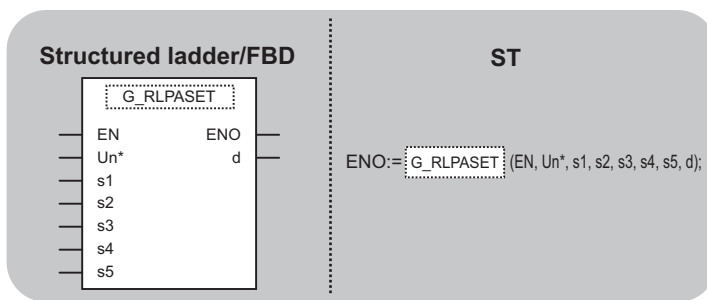 Structured ladder/FBD
G_RLPASET
EN ENO
Un* d
s1
s2
s3
s4
s5
ST
ENO:= G_RLPASET (EN, Un*, s1, s2, s3, s4, s5, d);